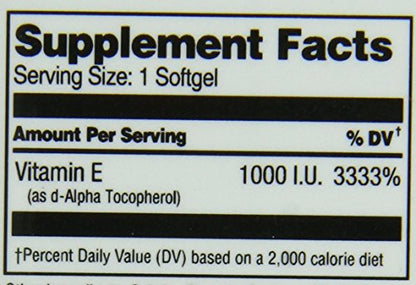 Supplement Facts
Serving Size: 1 Softgel
Amount Per Serving % DV†
Vitamin E 1000 I.U. 3333%
(as d-Alpha Tocopherol)
†Percent Daily Value (DV) based on a 2,000 calorie diet